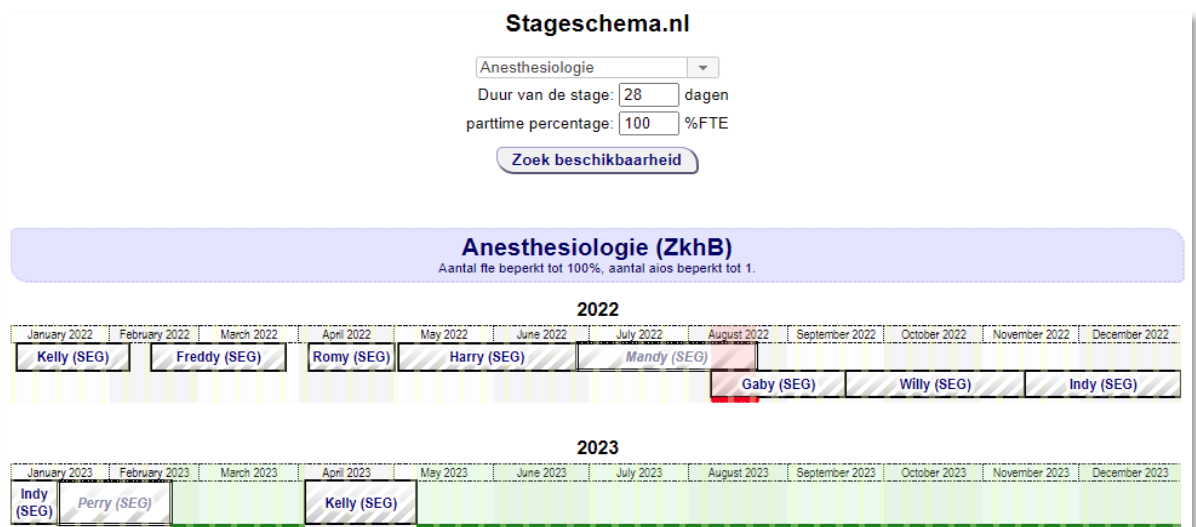 Stageschema.nl
Anesthesiologie
Duur van de stage: 28 dagen
parttime percentage: 100 %FTE
Zoek beschikbaarheid
Anesthesiologie (ZkhB)
Aantal fte beperkt tot 100%, aantal aios beperkt tot 1.
2022
January 2022 February 2022 March 2022 April 2022 May 2022 June 2022 July 2022 August 2022 September 2022 October 2022 November 2022 December 2022
Kelly (SEG) Freddy (SEG) Romy (SEG) Harry (SEG) Mandy (SEG)
Gaby (SEG) Willy (SEG) Indy (SEG)
2023
January 2023 February 2023 March 2023 April 2023 May 2023 June 2023 July 2023 August 2023 September 2023 October 2023 November 2023 December 2023
Indy (SEG) Perry (SEG) Kelly (SEG)